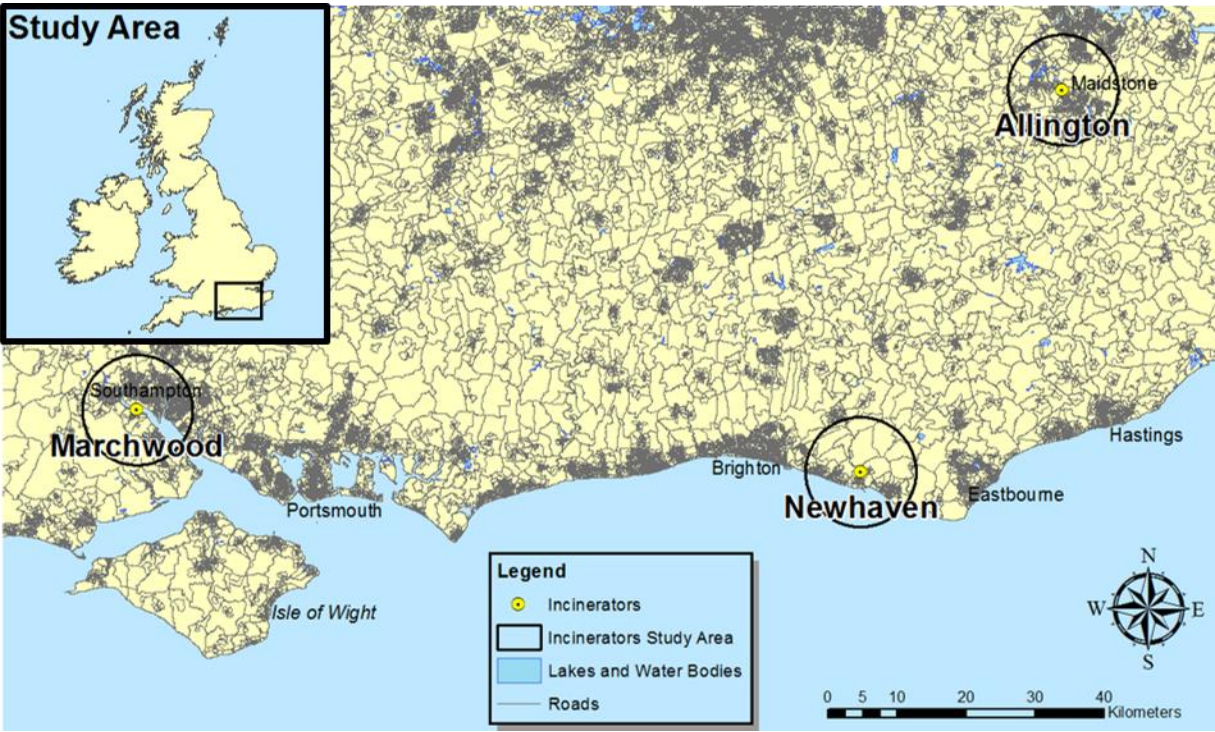 Study Area
Maidstone
Allington
Southampton
Marchwood
Portsmouth
Brighton
Newhaven
Hastings
Eastbourne
Isle of Wight
Legend
Incinerators
Incinerators Study Area
Lakes and Water Bodies
Roads
N
W E
S
0 5 10 20 30 40
Kilometers